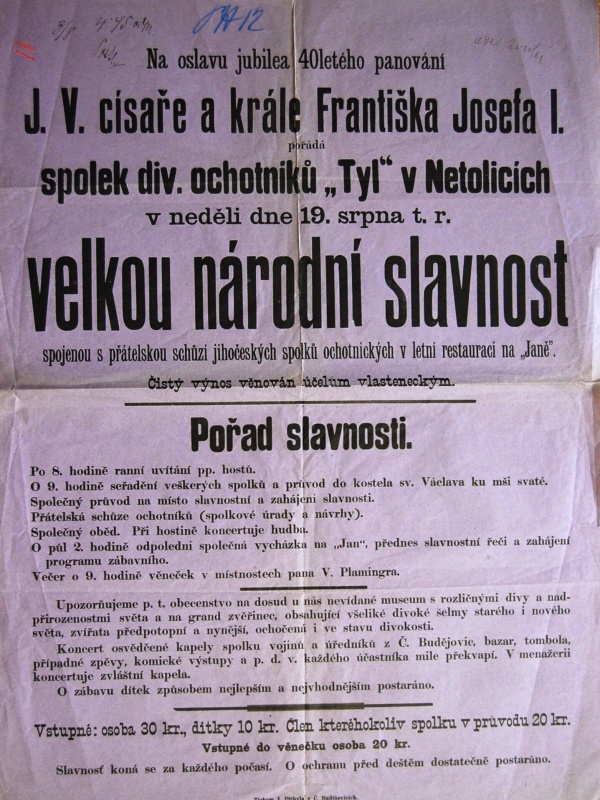 PA12
Na oslavu jubilea 40letého panování
J. V. císaře a krále Františka Josefa I.
pořádá
spolek div. ochotníků „Tyl“ v Netolicích
v neděli dne 19. srpna t. r.
velkou národní slavnost
spojenou s přátelskou schůzí jihočeských spolků ochotnických v letni restauraci na „Janě“.
Čistý výnos věnován účelům vlasteneckým.
Pořad slavnosti.
Po 8. hodině ranní uvítání pp. hostů.
O 9. hodině seřadění veškerých spolků a průvod do kostela sv. Václava ku mši svaté.
Společný průvod na místo slavnostní a zahájeni slavnosti.
Přátelská schůze ochotníků (spolkové úrady a návrhy).
Společný oběd. Při hostině koncertuje hudba.
O půl 2. hodině odpolední společná vycházka na „Jan“, přednes slavnostní řeči a zahájení
programu zábavného.
Večer o 9. hodině věneček v místnostech pana V. Plamingra.
Upozorňujeme p. t. obecenstvo na dosud u nás nevídané museum s rozličnými divy a nad-
přirozenostmi světa a na grand zvěřinec, obsahující všeliké divoké šelmy starého i nového
světa, zvířata předpotopní a nynější, ochočená i ve stavu divokosti.
Koncert osvědčené kapely spolku vojínů a úředníků z Č. Budějovic, bazar, tombola,
případné zpěvy, komické výstupy a p. d. v. každého účastníka mile překvapí. V menažerii
koncertuje zvláštní kapela.
O zábavu dítek způsobem nejlepším a nejvhodnějším postaráno.
Vstupné: osoba 30 kr., ditky 10 kr. Člen kteréhokoliv spolku v průvodu 20 kr.
Vstupné do věnečku osoba 20 kr.
Slavnosť koná se za každého počasí. O ochranu před deštěm dostatečně postaráno.
Tiskem J. Přibyla v Č. Budějovicích.